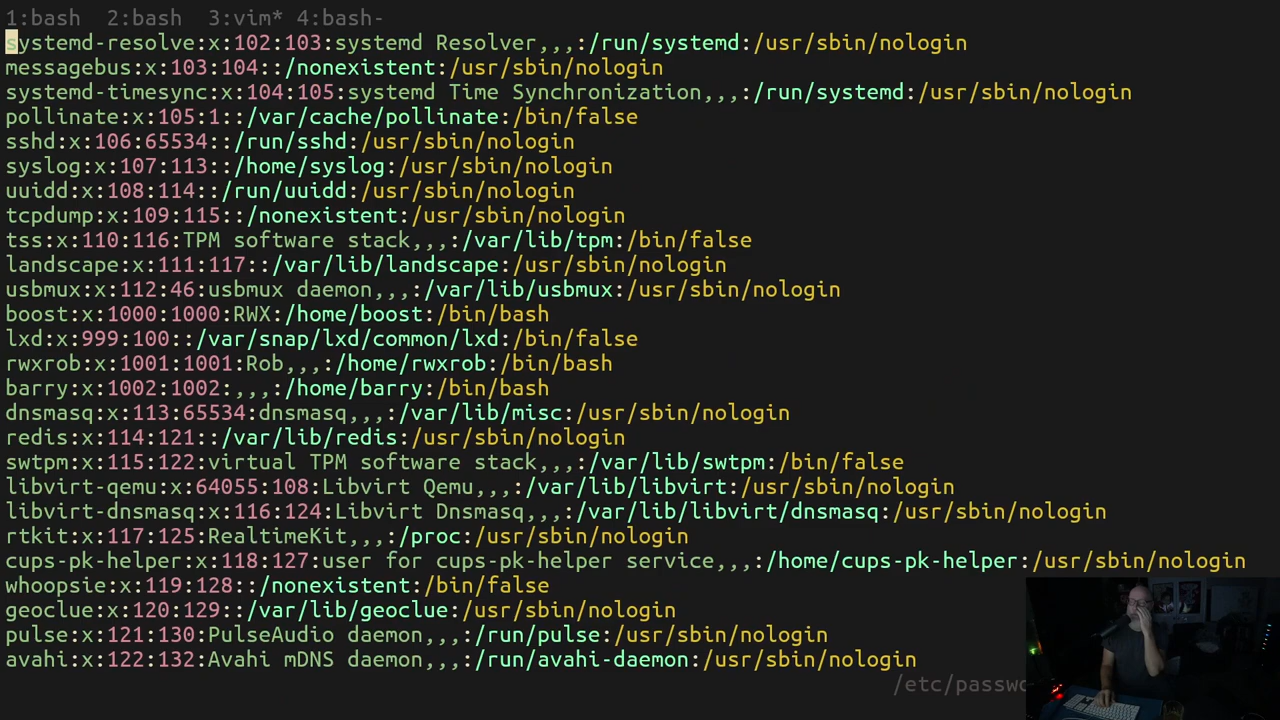 1:bash  2:bash  3:vim* 4:bash-
systemd-resolve:x:102:103:systemd Resolver,,,:/run/systemd:/usr/sbin/nologin
messagebus:x:103:104::/nonexistent:/usr/sbin/nologin
systemd-timesync:x:104:105:systemd Time Synchronization,,,:/run/systemd:/usr/sbin/nologin
pollinate:x:105:1::/var/cache/pollinate:/bin/false
sshd:x:106:65534::/run/sshd:/usr/sbin/nologin
syslog:x:107:113::/home/syslog:/usr/sbin/nologin
uuidd:x:108:114::/run/uuidd:/usr/sbin/nologin
tcpdump:x:109:115::/nonexistent:/usr/sbin/nologin
tss:x:110:116:TPM software stack,,,:/var/lib/tpm:/bin/false
landscape:x:111:117::/var/lib/landscape:/usr/sbin/nologin
usbmux:x:112:46:usbmux daemon,,,:/var/lib/usbmux:/usr/sbin/nologin
boost:x:1000:1000:RWX:/home/boost:/bin/bash
lxd:x:999:100::/var/snap/lxd/common/lxd:/bin/false
rwxrob:x:1001:1001:Rob,,,:/home/rwxrob:/bin/bash
barry:x:1002:1002:,,,:/home/barry:/bin/bash
dnsmasq:x:113:65534:dnsmasq,,,:/var/lib/misc:/usr/sbin/nologin
redis:x:114:121::/var/lib/redis:/usr/sbin/nologin
swtpm:x:115:122:virtual TPM software stack,,,:/var/lib/swtpm:/bin/false
libvirt-qemu:x:64055:108:Libvirt Qemu,,,:/var/lib/libvirt:/usr/sbin/nologin
libvirt-dnsmasq:x:116:124:Libvirt Dnsmasq,,,:/var/lib/libvirt/dnsmasq:/usr/sbin/nologin
rtkit:x:117:125:RealtimeKit,,,:/proc:/usr/sbin/nologin
cups-pk-helper:x:118:127:user for cups-pk-helper service,,,:/home/cups-pk-helper:/usr/sbin/nologin
whoopsie:x:119:128::/nonexistent:/bin/false
geoclue:x:120:129::/var/lib/geoclue:/usr/sbin/nologin
pulse:x:121:130:PulseAudio daemon,,,:/run/pulse:/usr/sbin/nologin
avahi:x:122:132:Avahi mDNS daemon,,,:/run/avahi-daemon:/usr/sbin/nologin